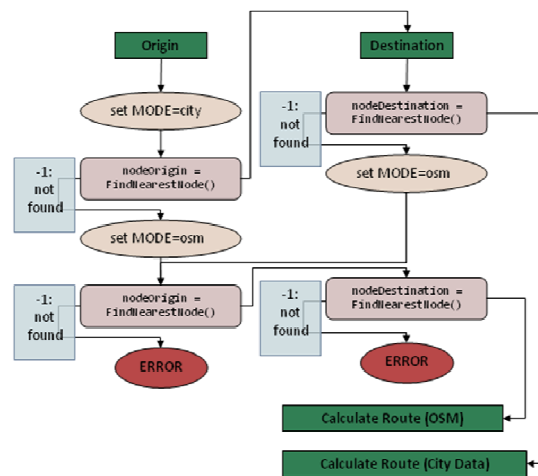 Origin
Destination
set MODE=city
-1:
not
found
nodeDestination =
FindNearestNode()
-1:
not
found
nodeOrigin =
FindNearestNode()
set MODE=osm
set MODE=osm
-1:
not
found
nodeOrigin =
FindNearestNode()
-1:
not
found
nodeDestination =
FindNearestNode()
ERROR
ERROR
Calculate Route (OSM)
Calculate Route (City Data)